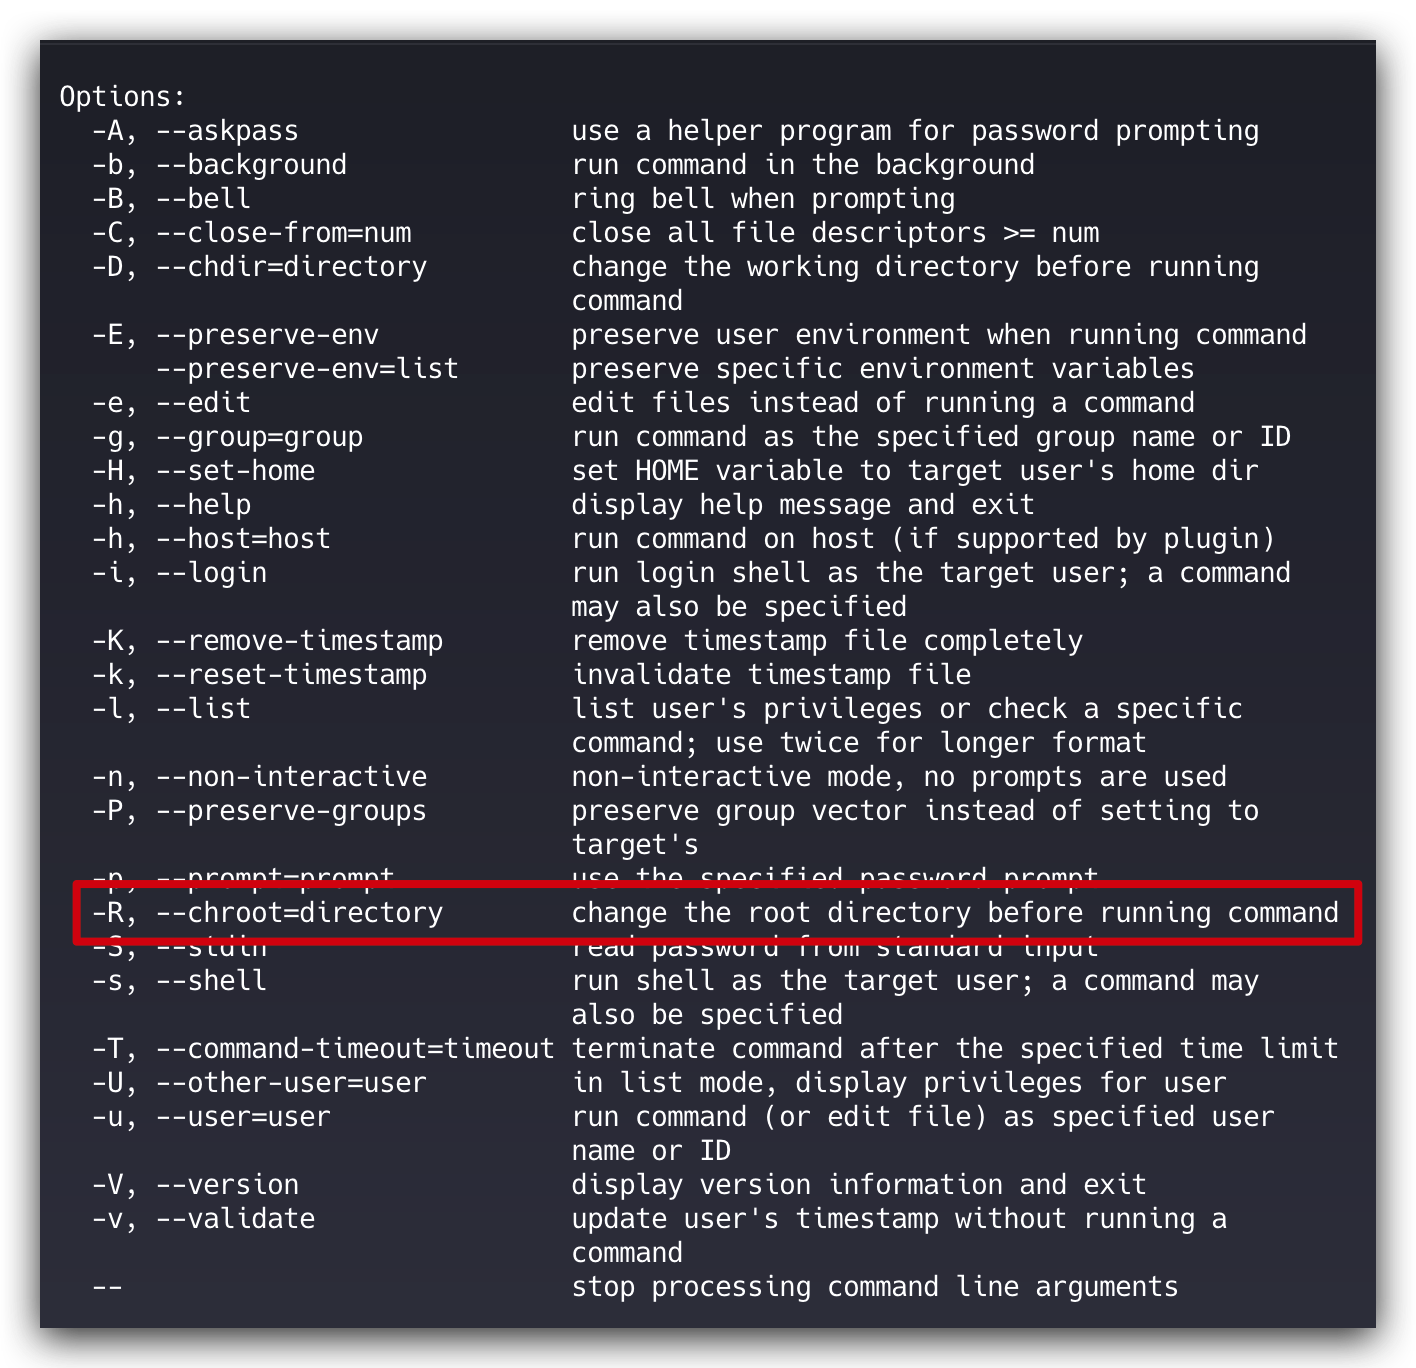 Options:
  -A, --askpass                 use a helper program for password prompting
  -b, --background              run command in the background
  -B, --bell                    ring bell when prompting
  -C, --close-from=num          close all file descriptors >= num
  -D, --chdir=directory         change the working directory before running
                                command
  -E, --preserve-env            preserve user environment when running command
      --preserve-env=list       preserve specific environment variables
  -e, --edit                    edit files instead of running a command
  -g, --group=group             run command as the specified group name or ID
  -H, --set-home                set HOME variable to target user's home dir
  -h, --help                    display help message and exit
  -h, --host=host               run command on host (if supported by plugin)
  -i, --login                   run login shell as the target user; a command
                                may also be specified
  -K, --remove-timestamp        remove timestamp file completely
  -k, --reset-timestamp         invalidate timestamp file
  -l, --list                    list user's privileges or check a specific
                                command; use twice for longer format
  -n, --non-interactive         non-interactive mode, no prompts are used
  -P, --preserve-groups         preserve group vector instead of setting to
                                target's
  -p, --prompt=prompt           use the specified password prompt
  -R, --chroot=directory        change the root directory before running command
  -S, --stdin                   read password from standard input
  -s, --shell                   run shell as the target user; a command may
                                also be specified
  -T, --command-timeout=timeout terminate command after the specified time limit
  -U, --other-user=user         in list mode, display privileges for user
  -u, --user=user               run command (or edit file) as specified user
                                name or ID
  -V, --version                 display version information and exit
  -v, --validate                update user's timestamp without running a
                                command
  --                            stop processing command line arguments